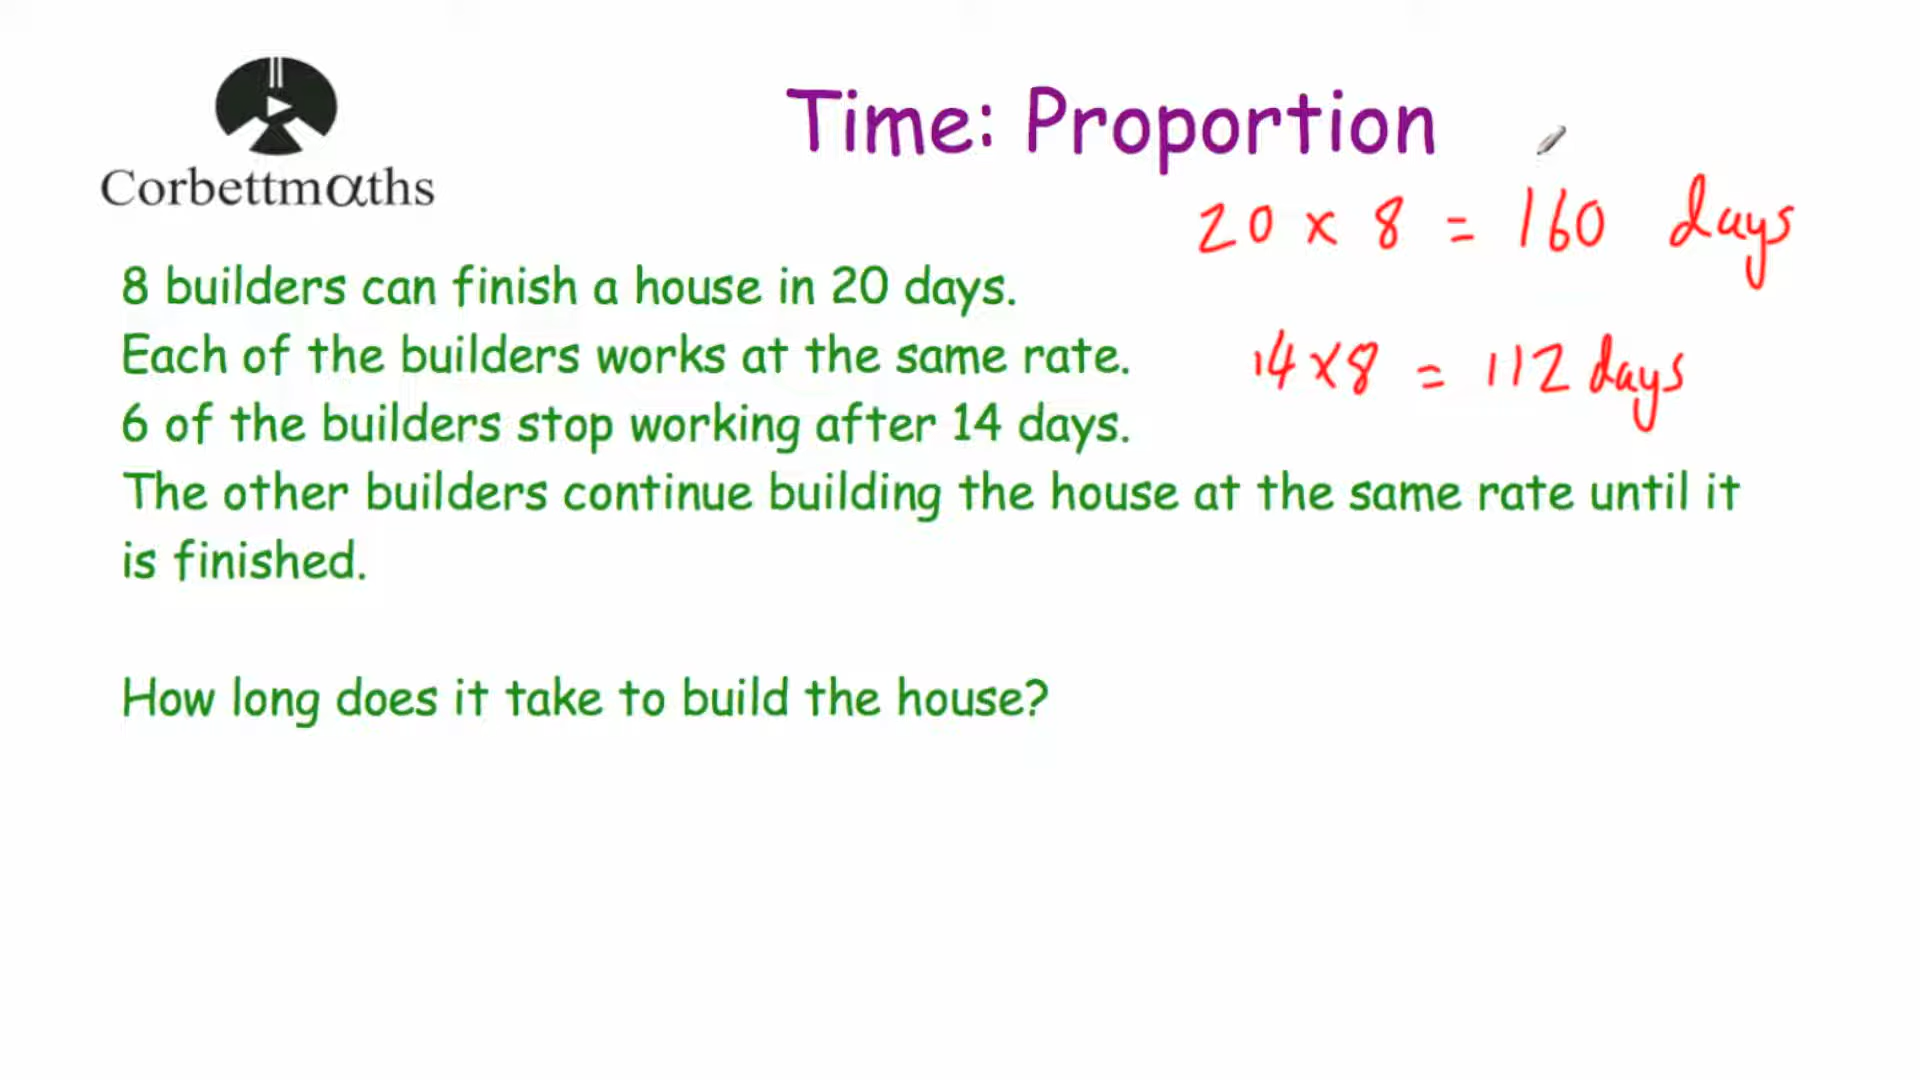 Corbettmαths
Time: Proportion
20 x 8 = 160 days
8 builders can finish a house in 20 days.
Each of the builders works at the same rate.
14 x 8 = 112 days
6 of the builders stop working after 14 days.
The other builders continue building the house at the same rate until it
is finished.
How long does it take to build the house?